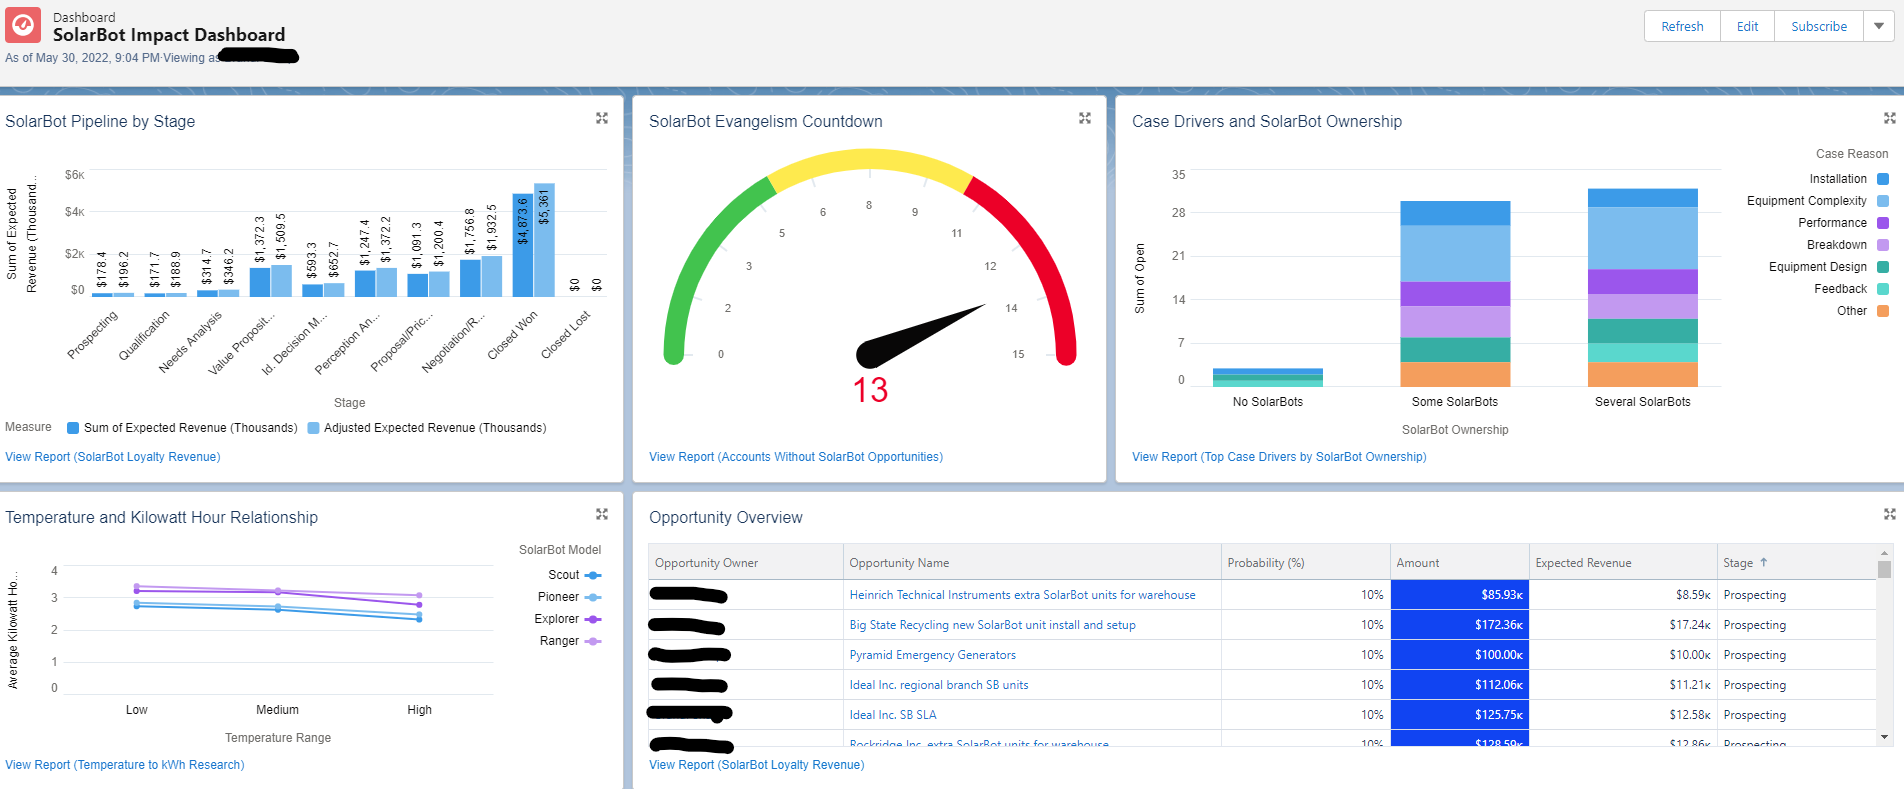 Dashboard
SolarBot Impact Dashboard
As of May 30, 2022, 9:04 PM·Viewing as
Refresh
Edit
Subscribe
SolarBot Pipeline by Stage
Sum of Expected
Revenue (Thousand...
$6K
$4K
$2K
$0
$178.4
$196.2
$171.7
$188.9
$314.7
$346.2
$1,372.3
$1,509.5
$593.3
$652.7
$1,247.4
$1,372.2
$1,091.3
$1,200.4
$1,756.8
$1,932.5
$4,873.6
$5,361
$0
$0
Prospecting
Qualification
Needs Analysis
Value Proposit...
Id. Decision M...
Perception An...
Proposal/Pric...
Negotiation/R...
Closed Won
Closed Lost
Stage
Measure
Sum of Expected Revenue (Thousands)
Adjusted Expected Revenue (Thousands)
View Report (SolarBot Loyalty Revenue)
SolarBot Evangelism Countdown
0
2
3
5
6
8
9
11
12
14
15
13
View Report (Accounts Without SolarBot Opportunities)
Case Drivers and SolarBot Ownership
Sum of Open
35
28
21
14
7
0
No SolarBots
Some SolarBots
Several SolarBots
SolarBot Ownership
Case Reason
Installation
Equipment Complexity
Performance
Breakdown
Equipment Design
Feedback
Other
View Report (Top Case Drivers by SolarBot Ownership)
Temperature and Kilowatt Hour Relationship
Average Kilowatt Ho...
4
3
2
1
0
Low
Medium
High
Temperature Range
SolarBot Model
Scout
Pioneer
Explorer
Ranger
View Report (Temperature to kWh Research)
Opportunity Overview
Opportunity Owner Opportunity Name Probability (%) Amount Expected Revenue Stage ↑
Heinrich Technical Instruments extra SolarBot units for warehouse 10% $85.93K $8.59K Prospecting
Big State Recycling new SolarBot unit install and setup 10% $172.36K $17.24K Prospecting
Pyramid Emergency Generators 10% $100.00K $10.00K Prospecting
Ideal Inc. regional branch SB units 10% $112.06K $11.21K Prospecting
Ideal Inc. SB SLA 10% $125.75K $12.58K Prospecting
Rockridge Inc. extra SolarBot units for warehouse 10% $128.59K $12.86K Prospecting
View Report (SolarBot Loyalty Revenue)